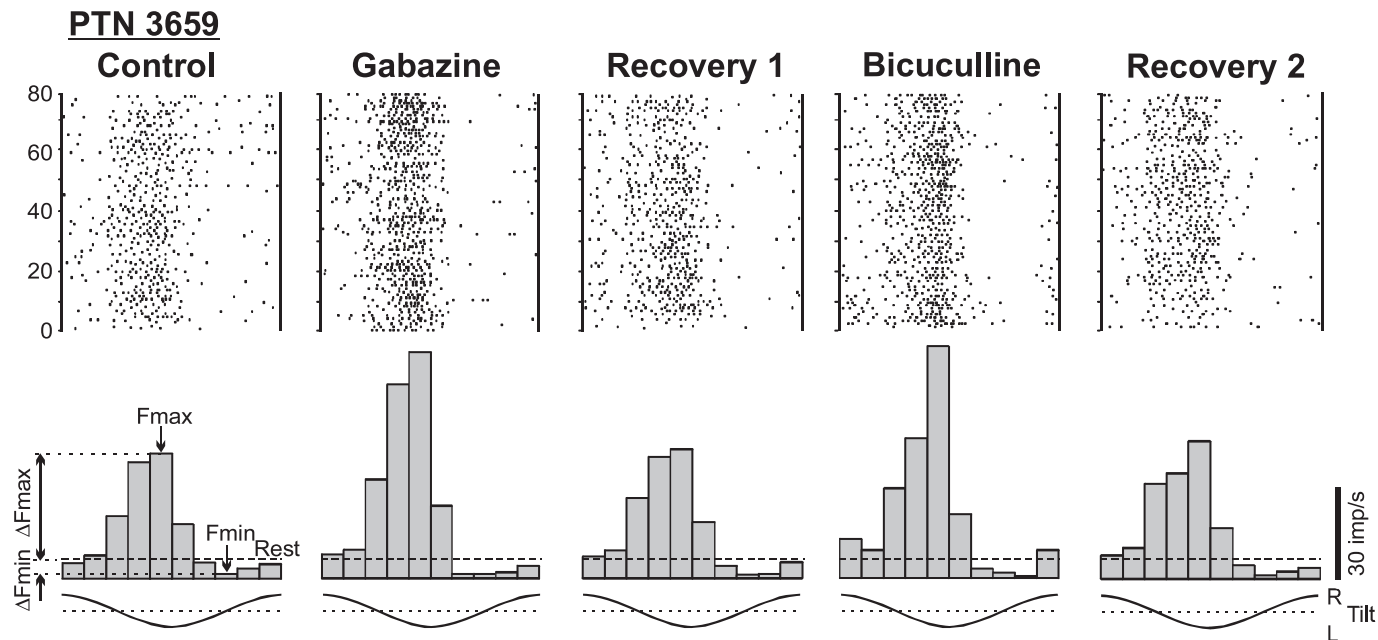 PTN 3659
Control Gabazine Recovery 1 Bicuculline Recovery 2
80
60
40
20
0
Fmax
ΔFmax
Fmin
Rest
ΔFmin
30 imp/s
R
Tilt
L